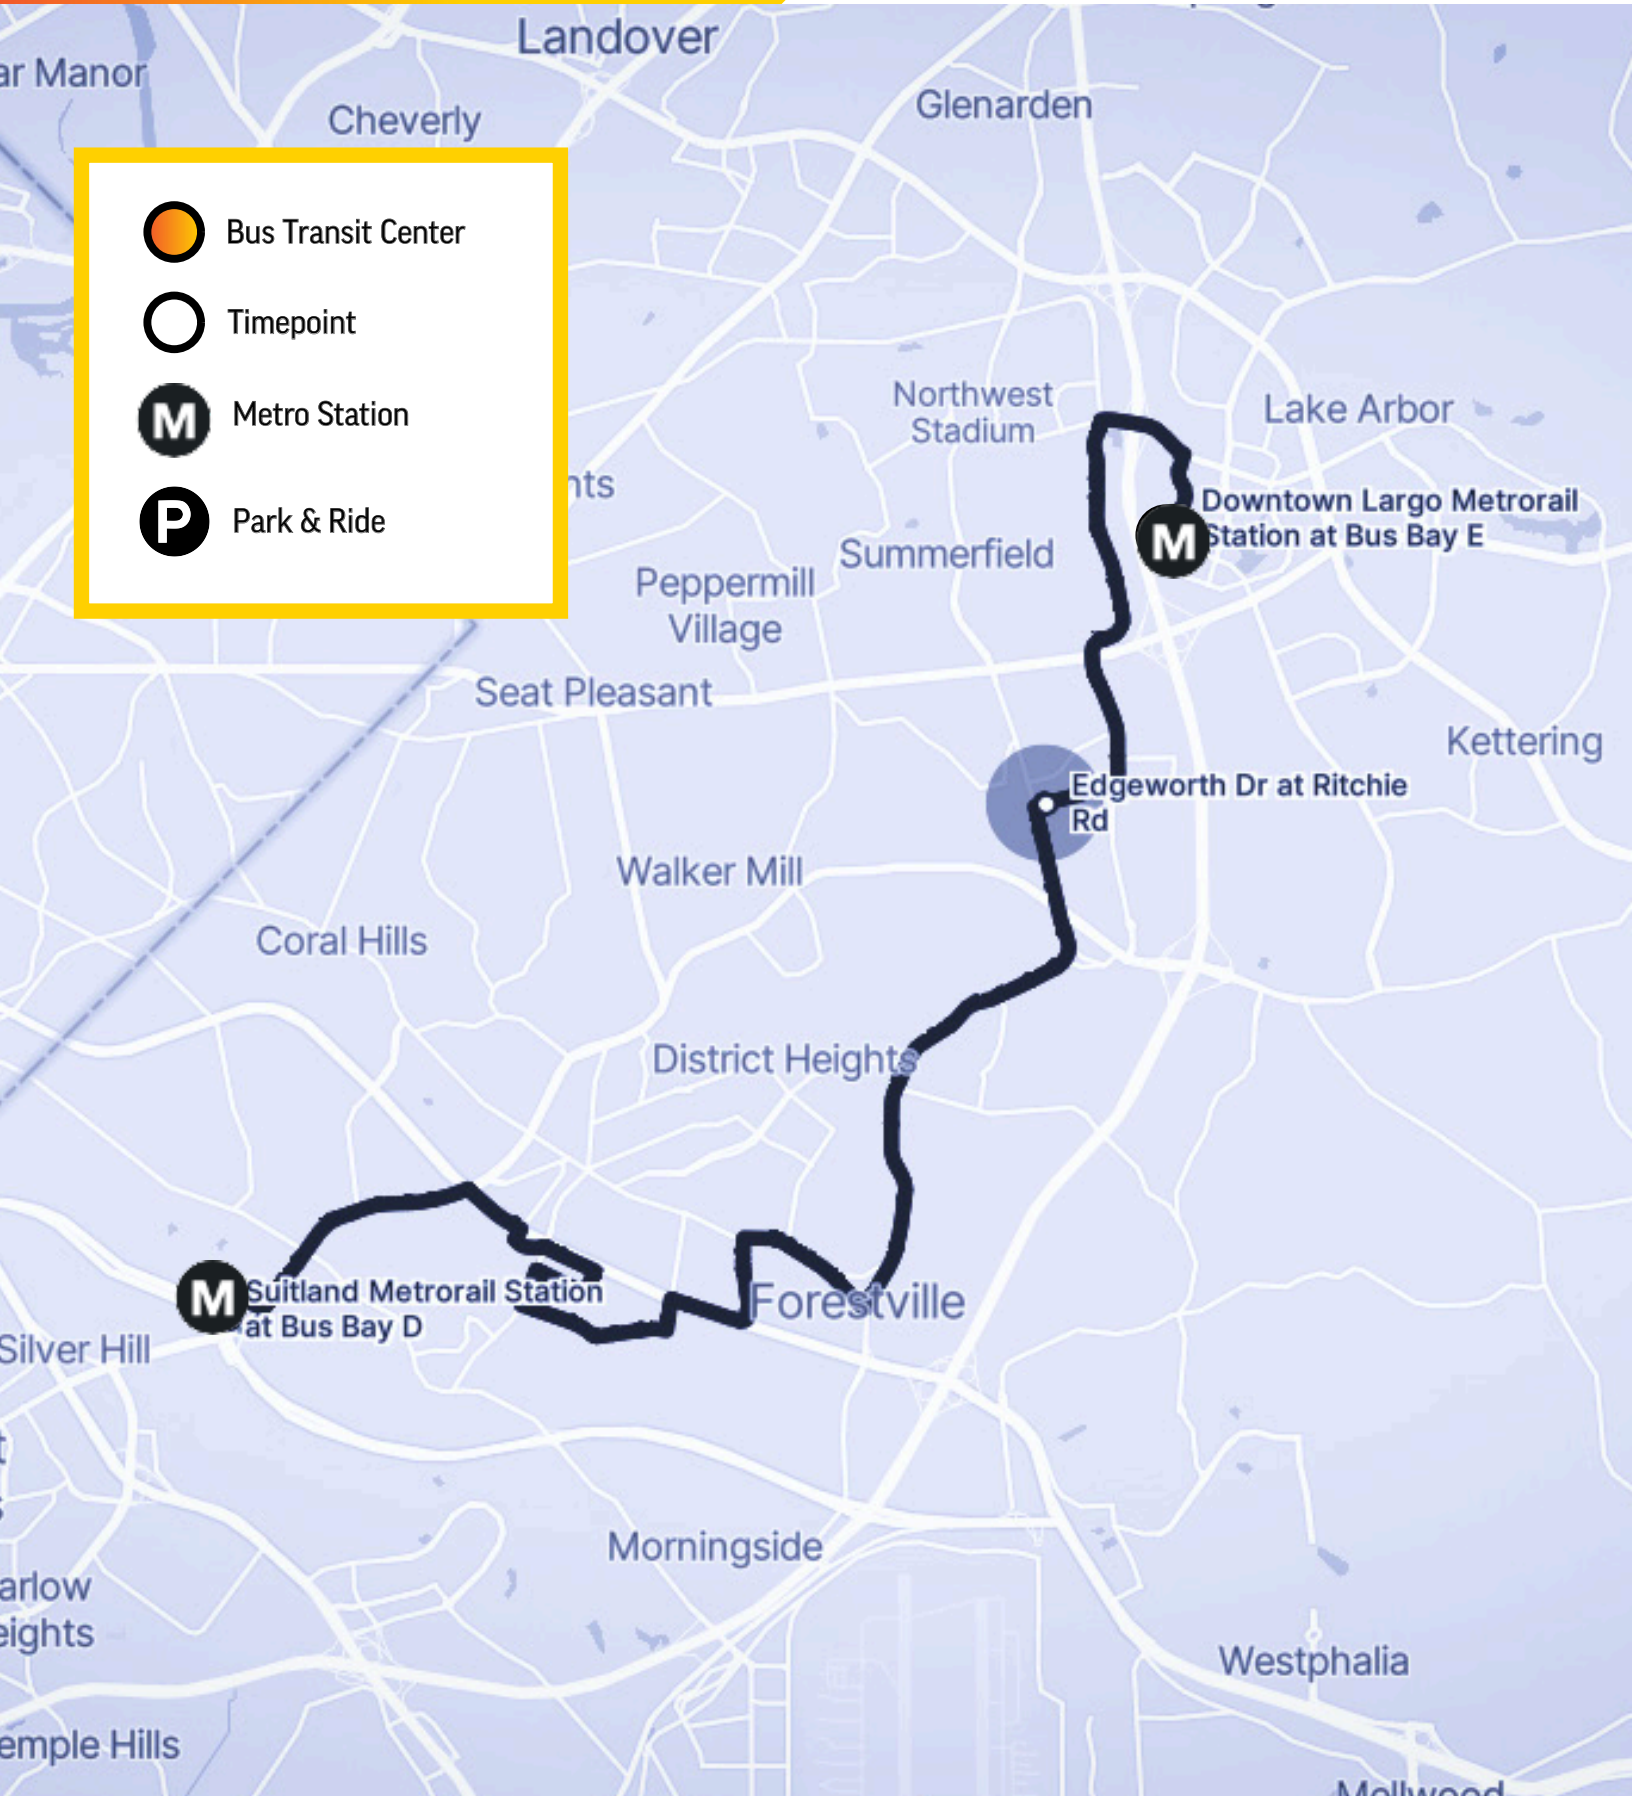 Landover
ar Manor
Glenarden
Cheverly
Bus Transit Center
Timepoint
M
Metro Station
P
Park & Ride
Northwest
Stadium
Lake Arbor
nts
Downtown Largo Metrorail
M
Station at Bus Bay E
Summerfield
Peppermill
Village
Seat Pleasant
Kettering
Edgeworth Dr at Ritchie
Rd
Walker Mill
Coral Hills
District Heights
M
Suitland Metrorail Station
at Bus Bay D
Forestville
Silver Hill
Morningside
arlow
eights
Westphalia
emple Hills
Mellwood